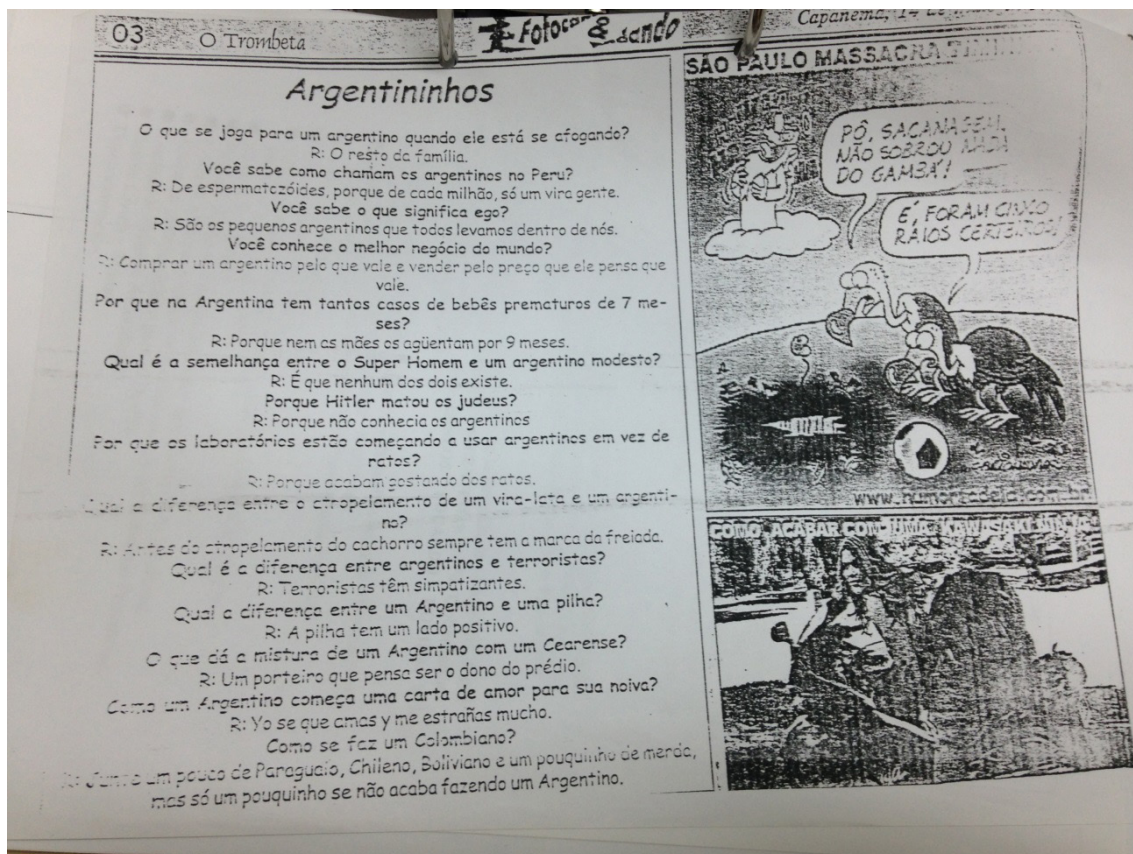 03
O Trombeta
Capanema, 14 de
Argentininhos
O que se joga para um argentino quando ele está se afogando?
R: O resto da família.
Você sabe como chamam os argentinos no Peru?
R: De espermatozóides, porque de cada milhão, só um vira gente.
Você sabe o que significa ego?
R: São os pequenos argentinos que todos levamos dentro de nós.
Você conhece o melhor negócio do mundo?
R: Comprar um argentino pelo que vale e vender pelo preço que ele pensa que
vale.
Por que na Argentina tem tantos casos de bebês prematuros de 7 me-
ses?
R: Porque nem as mães os agüentam por 9 meses.
Qual é a semelhança entre o Super Homem e um argentino modesto?
R: É que nenhum dos dois existe.
Porque Hitler matou os judeus?
R: Porque não conhecia os argentinos
Por que os laboratórios estão começando a usar argentinos em vez de
ratos?
R: Porque acabam gostando dos ratos.
Qual a diferença entre o atropelamento de um vira-lata e um argenti-
no?
R: Antes do atropelamento do cachorro sempre tem a marca da freiada.
Qual é a diferença entre argentinos e terroristas?
R: Terroristas têm simpatizantes.
Qual a diferença entre um Argentino e uma pilha?
R: A pilha tem um lado positivo.
O que dá a mistura de um Argentino com um Cearense?
R: Um porteiro que pensa ser o dono do prédio.
Como um Argentino começa uma carta de amor para sua noiva?
R: Yo se que amas y me estrañas mucho.
Como se faz um Colombiano?
R: Junta um pouco de Paraguaio, Chileno, Boliviano e um pouquinho de merda,
mas só um pouquinho se não acaba fazendo um Argentino.
SÃO PAULO MASSACRA
PÔ, SACANAGEM,
NÃO SOBROU NADA
DO GAMBÁ!
É, FORAM CINCO
RAIOS CERTEIROS!
www.humortadela.com.br
COMO ACABAR COM UMA KAWASAKI NINJA